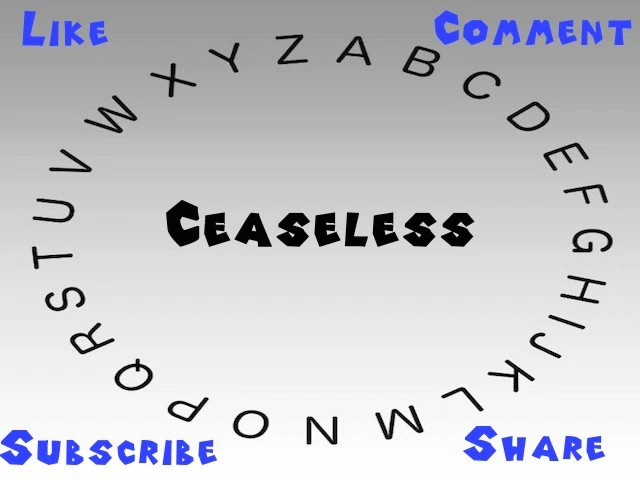 Like
Comment
A B C D E F G H I J K L M N O P Q R S T U V W X Y Z
Ceaseless
Subscribe
Share